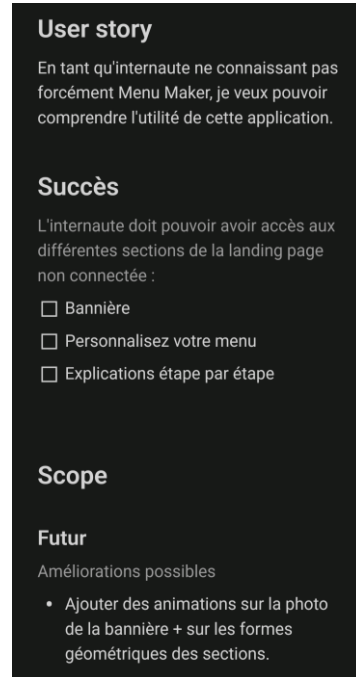 User story
En tant qu'internaute ne connaissant pas
forcément Menu Maker, je veux pouvoir
comprendre l'utilité de cette application.
Succès
L'internaute doit pouvoir avoir accès aux
différentes sections de la landing page
non connectée :
Bannière
Personnalisez votre menu
Explications étape par étape
Scope
Futur
Améliorations possibles
• Ajouter des animations sur la photo
de la bannière + sur les formes
géométriques des sections.